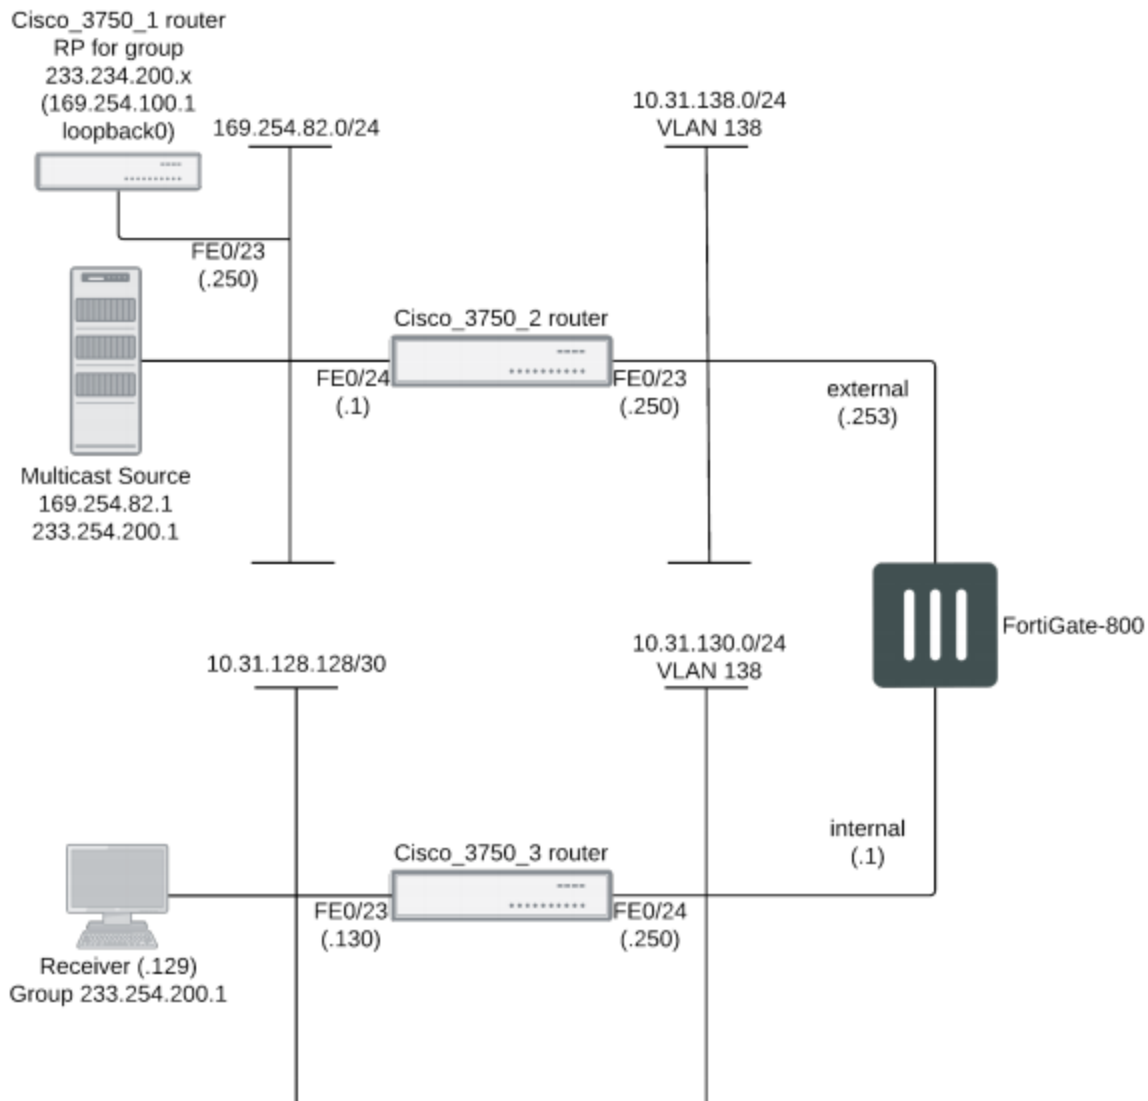 Cisco_3750_1 router
RP for group
233.234.200.x
(169.254.100.1
loopback0)
169.254.82.0/24
10.31.138.0/24
VLAN 138
FE0/23
(.250)
Cisco_3750_2 router
FE0/24
(.1)
FE0/23
(.250)
external
(.253)
Multicast Source
169.254.82.1
233.254.200.1
FortiGate-800
10.31.128.128/30
10.31.130.0/24
VLAN 138
internal
(.1)
Cisco_3750_3 router
FE0/23
(.130)
FE0/24
(.250)
Receiver (.129)
Group 233.254.200.1